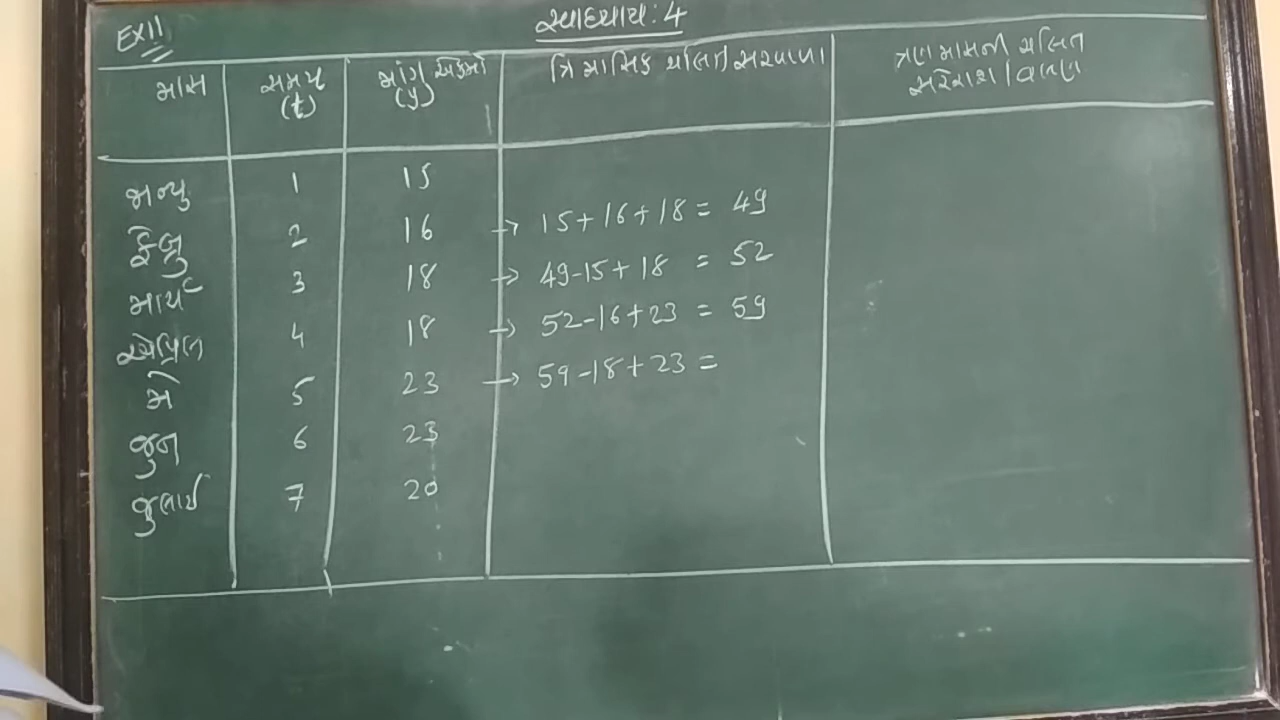 Ex 11
સ્વાધ્યાય: 4
માસ સમય (t) માંગ એકમો (y) ત્રિમાસિક ચલિત સરવાળા ત્રણ માસની ચલિત સરેરાશ / વલણ
જાન્યુ 1 15
ફેબ્રુ 2 16 → 15+16+18 = 49
માર્ચ 3 18 → 49-15+18 = 52
એપ્રિલ 4 18 → 52-16+23 = 59
મે 5 23 → 59-18+23 =
જુન 6 23
જુલાઈ 7 20